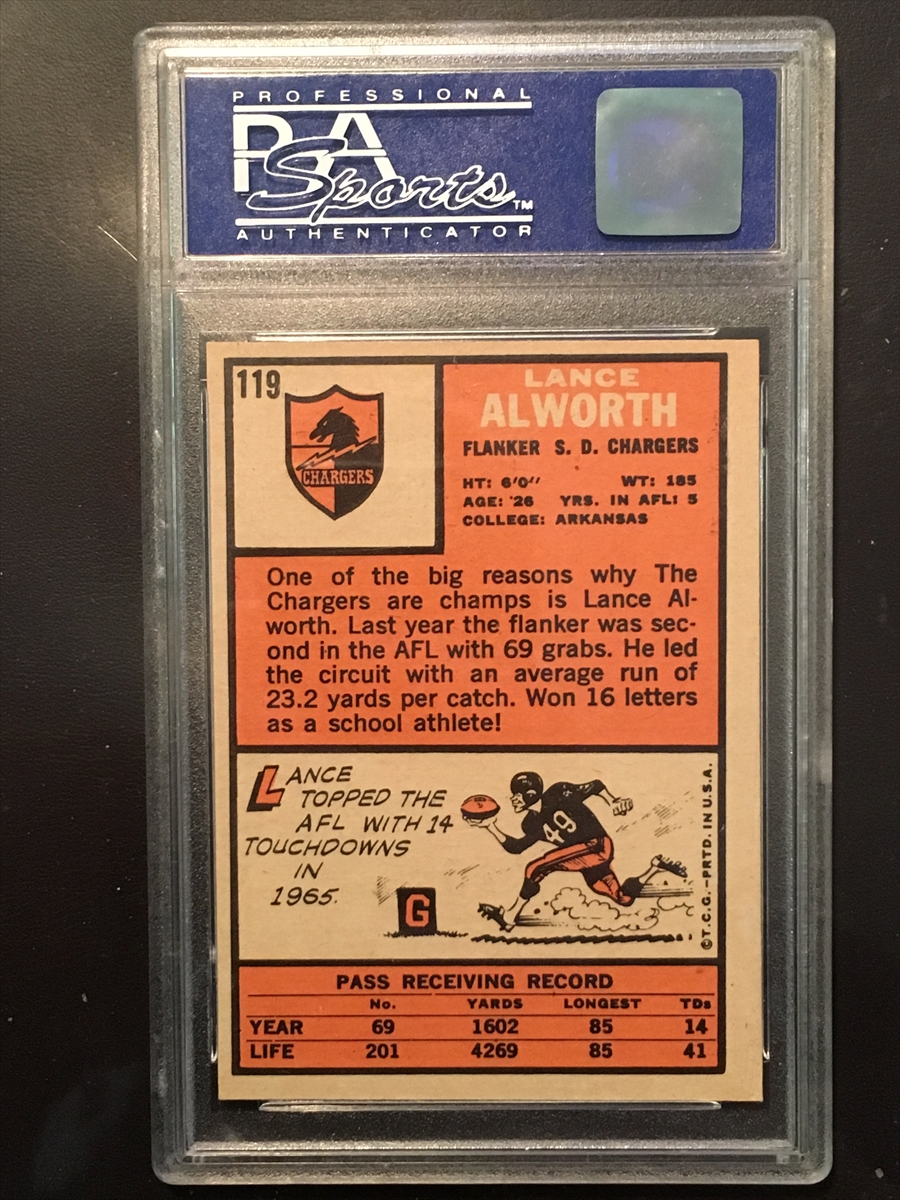 PROFESSIONAL
PSA
Sports™
AUTHENTICATOR
119
CHARGERS
LANCE
ALWORTH
FLANKER S. D. CHARGERS
HT: 6'0'' WT: 185
AGE: '26 YRS. IN AFL: 5
COLLEGE: ARKANSAS
One of the big reasons why The
Chargers are champs is Lance Al-
worth. Last year the flanker was sec-
ond in the AFL with 69 grabs. He led
the circuit with an average run of
23.2 yards per catch. Won 16 letters
as a school athlete!
LANCE
TOPPED THE
AFL WITH 14
TOUCHDOWNS
IN
1965.
49
G
©T.C.G.–PRTD. IN U.S.A.
PASS RECEIVING RECORD
No. YARDS LONGEST TDs
YEAR 69 1602 85 14
LIFE 201 4269 85 41